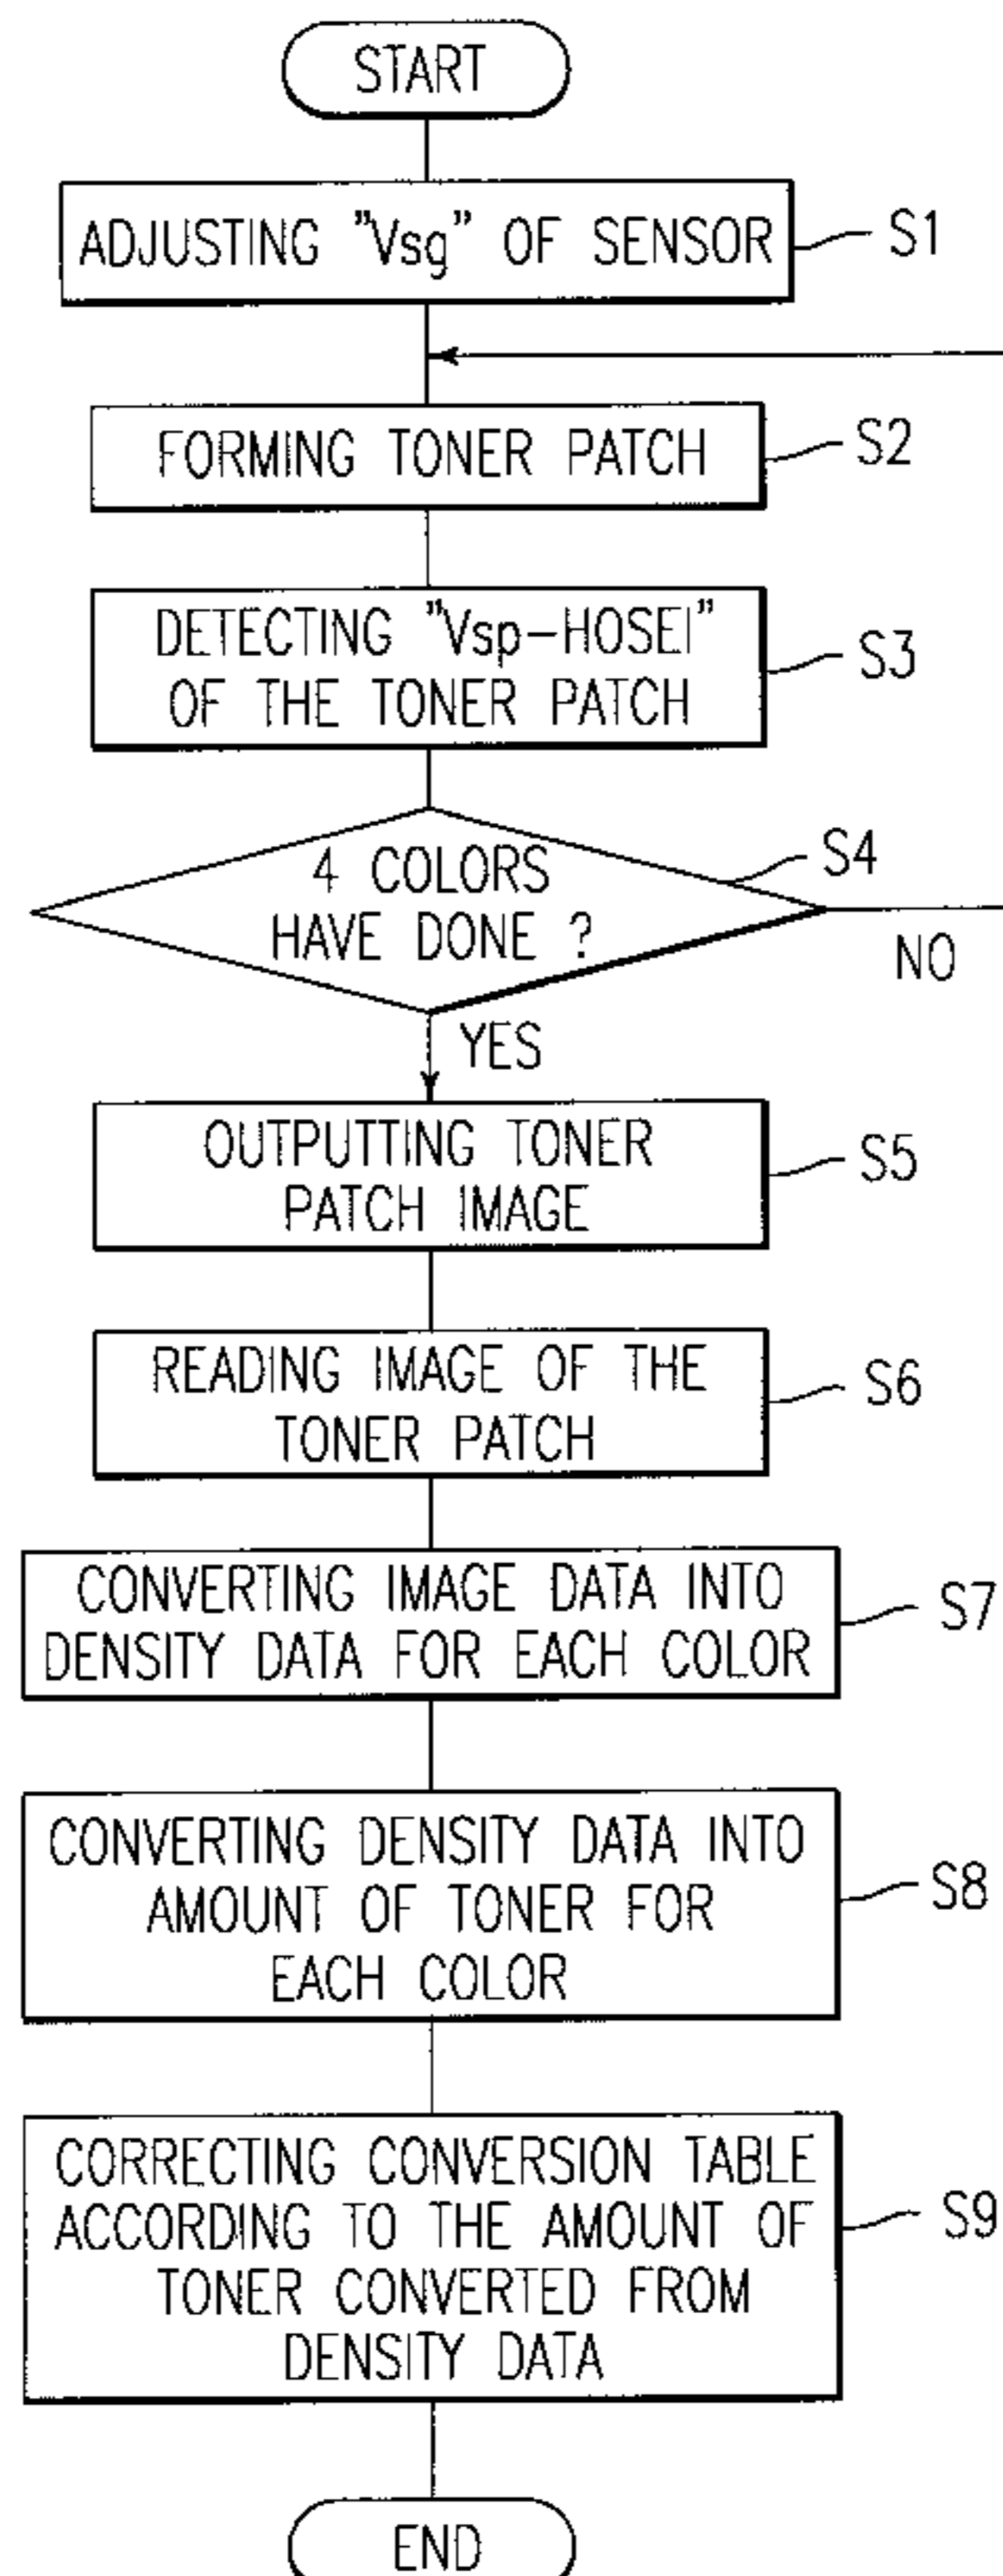 START
ADJUSTING "Vsg" OF SENSOR
S1
FORMING TONER PATCH
S2
DETECTING "Vsp-HOSEI"
OF THE TONER PATCH
S3
4 COLORS
HAVE DONE ?
S4
NO
YES
OUTPUTTING TONER
PATCH IMAGE
S5
READING IMAGE OF THE
TONER PATCH
S6
CONVERTING IMAGE DATA INTO
DENSITY DATA FOR EACH COLOR
S7
CONVERTING DENSITY DATA INTO
AMOUNT OF TONER FOR
EACH COLOR
S8
CORRECTING CONVERSION TABLE
ACCORDING TO THE AMOUNT OF
TONER CONVERTED FROM
DENSITY DATA
S9
END